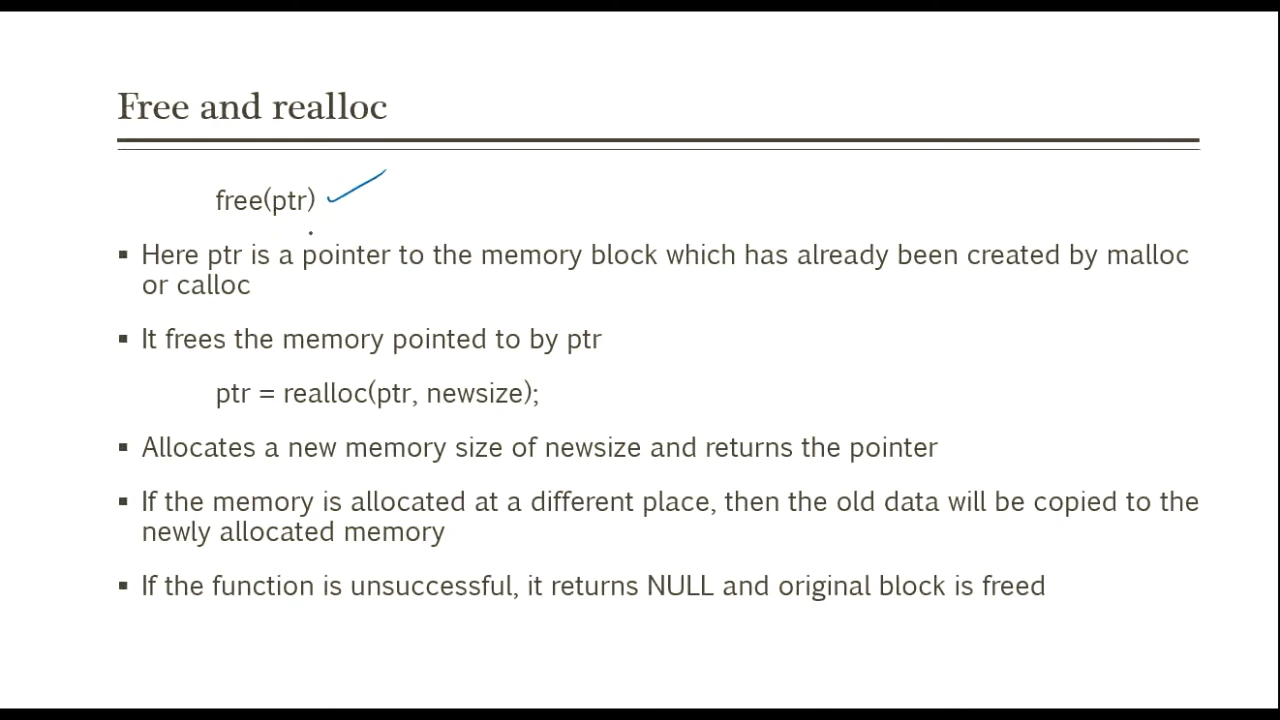 Free and realloc
free(ptr)
▪ Here ptr is a pointer to the memory block which has already been created by malloc
or calloc
▪ It frees the memory pointed to by ptr
ptr = realloc(ptr, newsize);
▪ Allocates a new memory size of newsize and returns the pointer
▪ If the memory is allocated at a different place, then the old data will be copied to the
newly allocated memory
▪ If the function is unsuccessful, it returns NULL and original block is freed